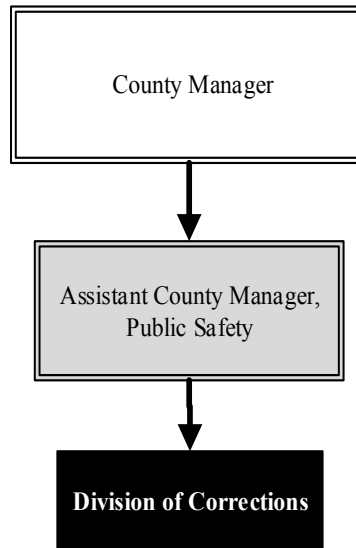 County Manager
Assistant County Manager,
Public Safety
Division of Corrections